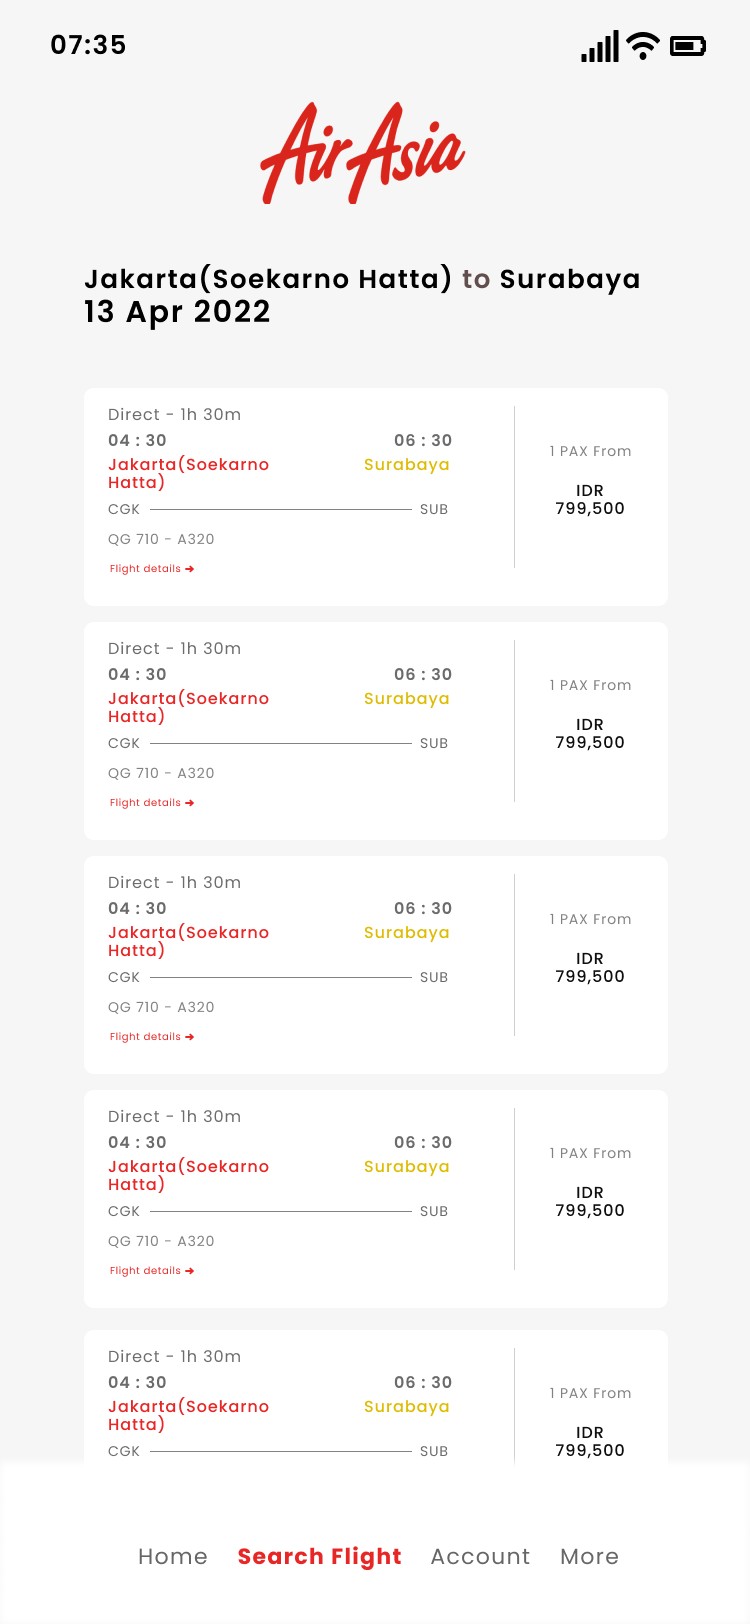 07:35
AirAsia
Jakarta(Soekarno Hatta) to Surabaya
13 Apr 2022
Direct - 1h 30m
04 : 30 06 : 30
Jakarta(Soekarno Hatta) Surabaya
CGK SUB
QG 710 - A320
Flight details →
1 PAX From
IDR
799,500
Direct - 1h 30m
04 : 30 06 : 30
Jakarta(Soekarno Hatta) Surabaya
CGK SUB
QG 710 - A320
Flight details →
1 PAX From
IDR
799,500
Direct - 1h 30m
04 : 30 06 : 30
Jakarta(Soekarno Hatta) Surabaya
CGK SUB
QG 710 - A320
Flight details →
1 PAX From
IDR
799,500
Direct - 1h 30m
04 : 30 06 : 30
Jakarta(Soekarno Hatta) Surabaya
CGK SUB
QG 710 - A320
Flight details →
1 PAX From
IDR
799,500
Direct - 1h 30m
04 : 30 06 : 30
Jakarta(Soekarno Hatta) Surabaya
CGK SUB
1 PAX From
IDR
799,500
Home Search Flight Account More